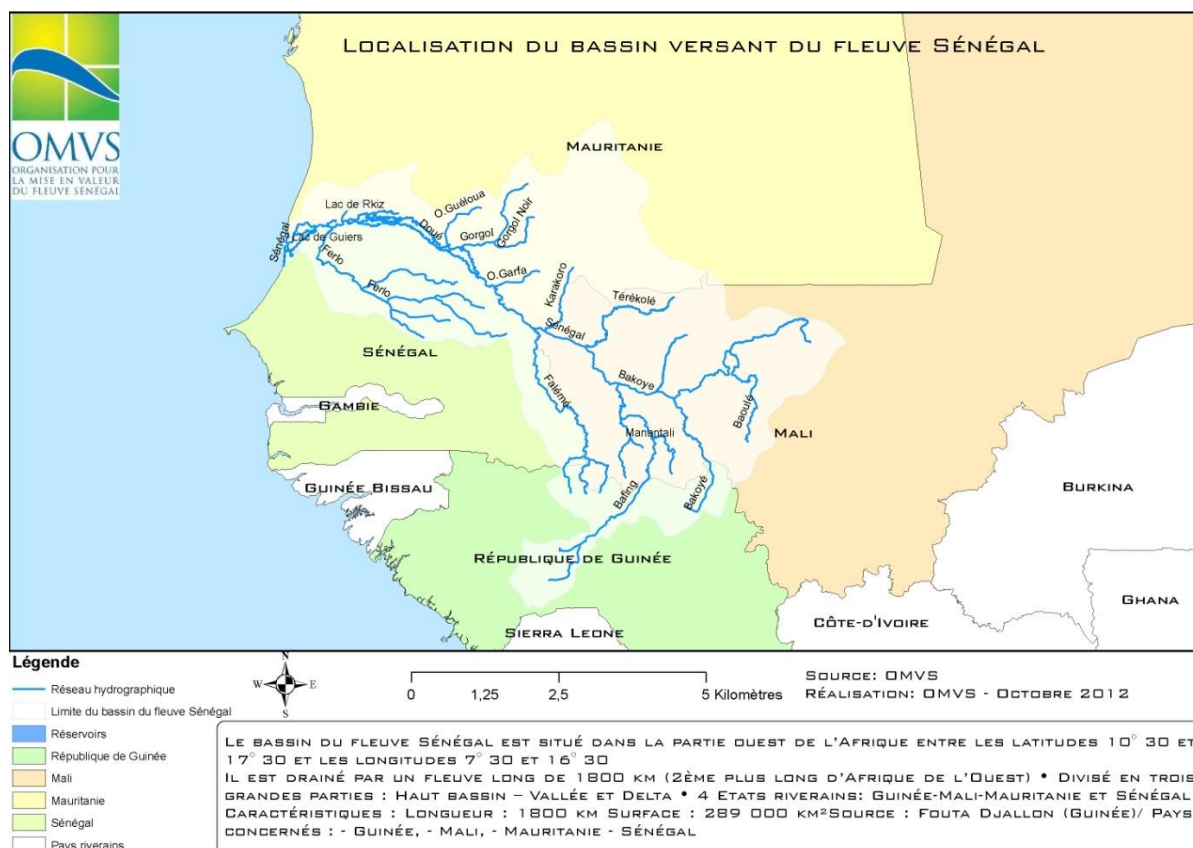 LOCALISATION DU BASSIN VERSANT DU FLEUVE SÉNÉGAL
OMVS
ORGANISATION POUR
LA MISE EN VALEUR
DU FLEUVE SÉNÉGAL
MAURITANIE
Lac de Rkiz
O.Guéloua
Gorgol Noir
Doué
Gorgol
Sénégal
Lac de Guiers
Ferlo
Ferlo
O.Garfa
Karakoro
Térékolé
Sénégal
SÉNÉGAL
Falémé
Bakoye
Baoulé
GAMBIE
Manantali
MALI
GUINÉE BISSAU
Bafing
Bakoyé
BURKINA
RÉPUBLIQUE DE GUINÉE
GHANA
SIERRA LEONE
CÔTE-D'IVOIRE
Légende
Réseau hydrographique
Limite du bassin du fleuve Sénégal
Réservoirs
République de Guinée
Mali
Mauritanie
Sénégal
Pays riverains
N
W E
S
0 1,25 2,5 5 Kilomètres
SOURCE: OMVS
RÉALISATION: OMVS - OCTOBRE 2012
LE BASSIN DU FLEUVE SÉNÉGAL EST SITUÉ DANS LA PARTIE OUEST DE L'AFRIQUE ENTRE LES LATITUDES 10° 30 ET
17° 30 ET LES LONGITUDES 7° 30 ET 16° 30
IL EST DRAINÉ PAR UN FLEUVE LONG DE 1800 KM (2ÈME PLUS LONG D'AFRIQUE DE L'OUEST) • DIVISÉ EN TROIS
GRANDES PARTIES : HAUT BASSIN – VALLÉE ET DELTA • 4 ETATS RIVERAINS: GUINÉE-MALI-MAURITANIE ET SÉNÉGAL
CARACTÉRISTIQUES : LONGUEUR : 1800 KM SURFACE : 289 000 KM²SOURCE : FOUTA DJALLON (GUINÉE)/ PAYS
CONCERNÉS : - GUINÉE, - MALI, - MAURITANIE - SÉNÉGAL